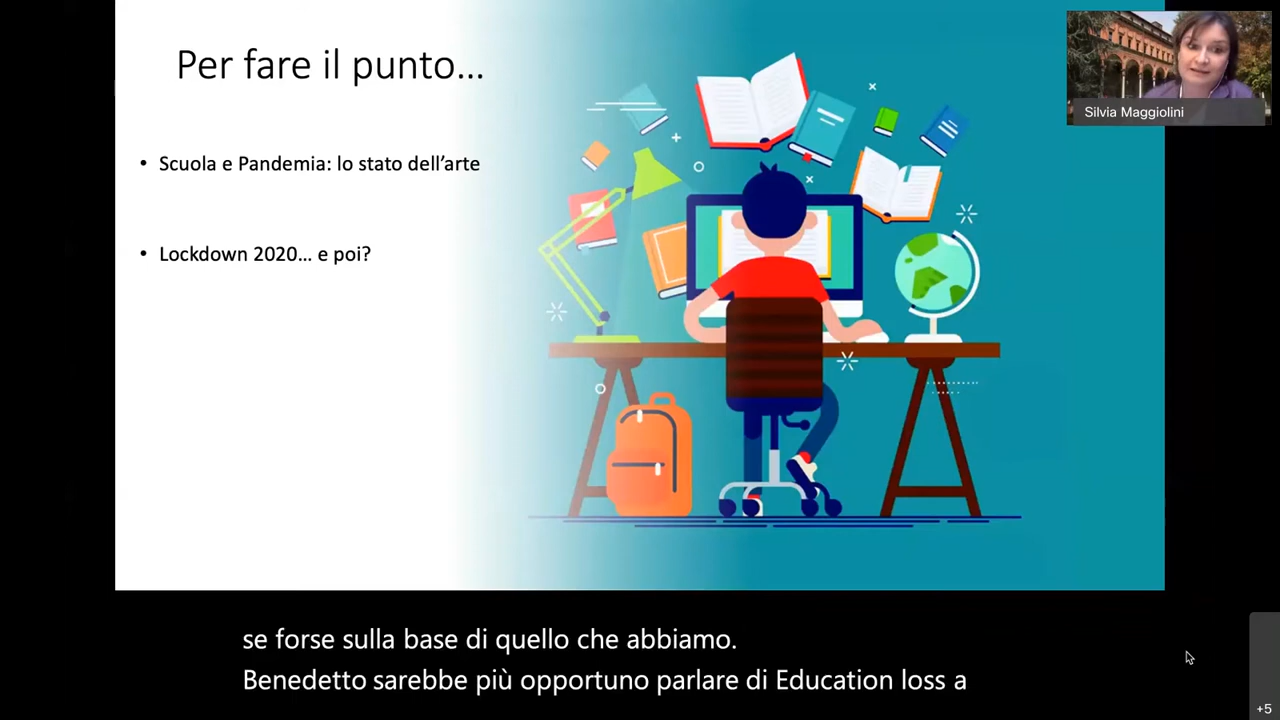 Per fare il punto…
• Scuola e Pandemia: lo stato dell’arte
• Lockdown 2020… e poi?
Silvia Maggiolini
se forse sulla base di quello che abbiamo.
Benedetto sarebbe più opportuno parlare di Education loss a
+5